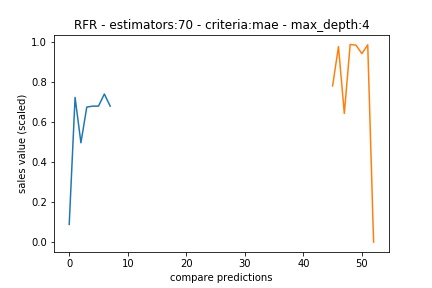 RFR - estimators:70 - criteria:mae - max_depth:4
1.0
0.8
0.6
0.4
0.2
0.0
sales value (scaled)
0 10 20 30 40 50
compare predictions